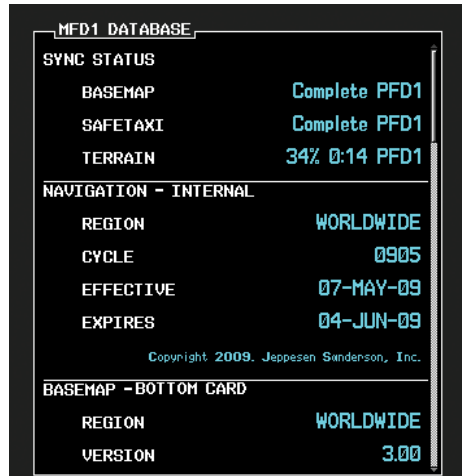 MFD1 DATABASE
SYNC STATUS
BASEMAP Complete PFD1
SAFETAXI Complete PFD1
TERRAIN 34% 0:14 PFD1
NAVIGATION - INTERNAL
REGION WORLDWIDE
CYCLE 0905
EFFECTIVE 07-MAY-09
EXPIRES 04-JUN-09
Copyright 2009. Jeppesen Sanderson, Inc.
BASEMAP - BOTTOM CARD
REGION WORLDWIDE
VERSION 3.00